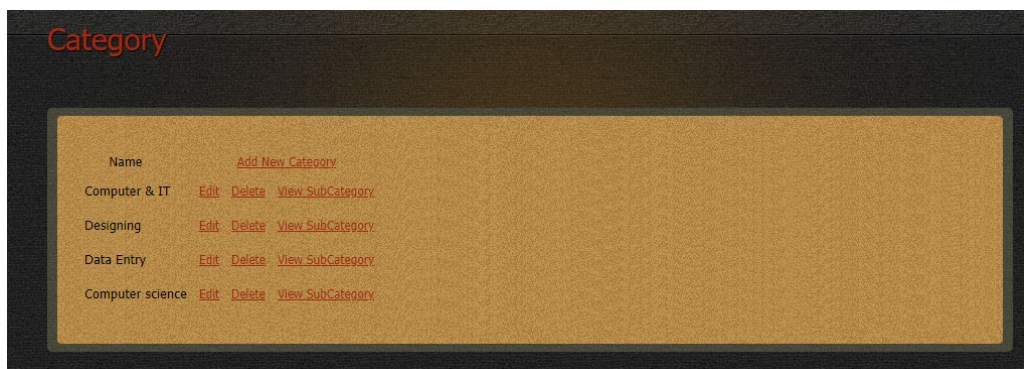 Category
Name Add New Category
Computer & IT Edit Delete View SubCategory
Designing Edit Delete View SubCategory
Data Entry Edit Delete View SubCategory
Computer science Edit Delete View SubCategory